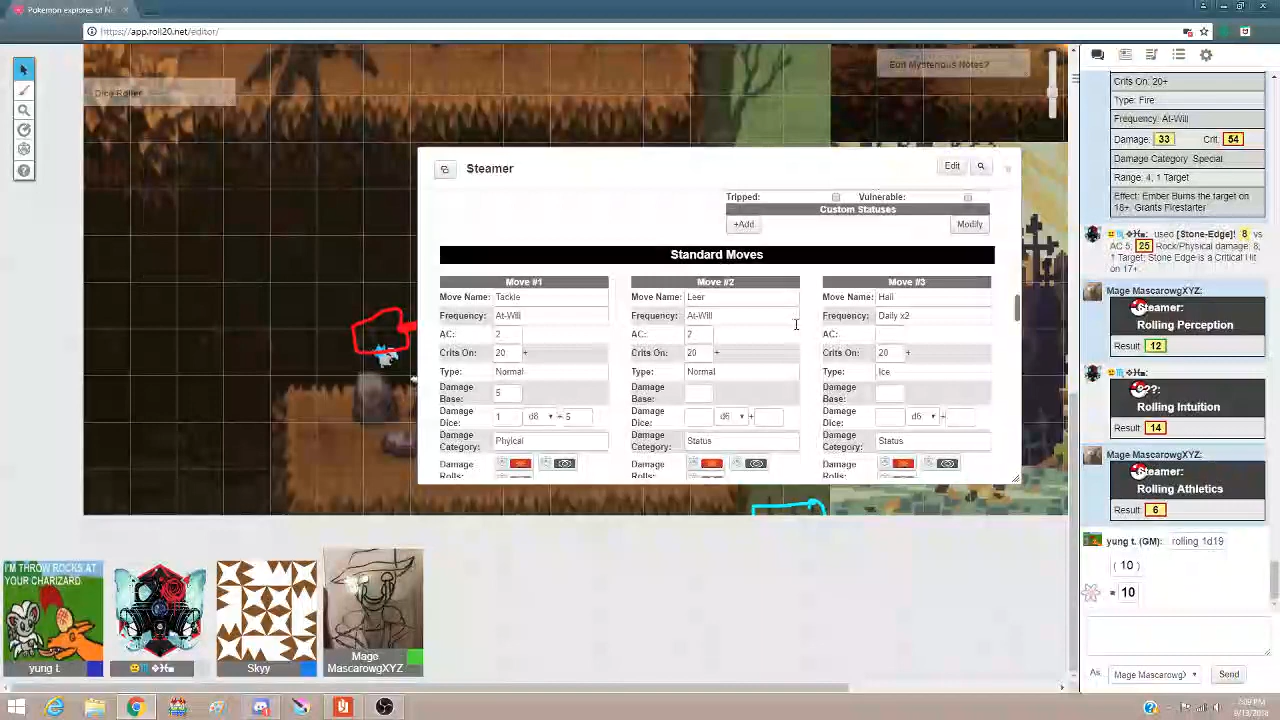 Pokemon explores of N
https://app.roll20.net/editor/
Dice Roller
Edit Mysterious Notes?
Steamer
Edit
Tripped:
Vulnerable:
Custom Statuses
+Add
Modify
Standard Moves
Move #1
Move Name: Tackle
Frequency: At-Will
AC: 2
Crits On: 20 +
Type: Normal
Damage Base: 5
Damage Dice: 1 d8 + 5
Damage Category: Phyical
Damage Rolls:
Move #2
Move Name: Leer
Frequency: At-Will
AC: 2
Crits On: 20 +
Type: Normal
Damage Base:
Damage Dice: d6 +
Damage Category: Status
Damage Rolls:
Move #3
Move Name: Hail
Frequency: Daily x2
AC:
Crits On: 20 +
Type: Ice
Damage Base:
Damage Dice: d6 +
Damage Category: Status
Damage Rolls:
Crits On: 20+
Type: Fire
Frequency: At-Will
Damage: 33 Crit: 54
Damage Category: Special
Range: 4, 1 Target
Effect: Ember Burns the target on
18+. Grants Firestarter
used [Stone-Edge]! 8 vs
AC 5; 25 Rock/Physical damage; 8
1 Target; Stone-Edge is a Critical
Hit on 17+.
Mage MascarowgXYZ:
Steamer:
Rolling Perception
Result: 12
e??:
Rolling Intuition
Result: 14
Mage MascarowgXYZ:
Steamer:
Rolling Athletics
Result: 6
yung t. (GM): rolling 1d19
( 10 )
= 10
As:
Mage MascarowgX
Send
I'M THROW ROCKS AT
YOUR CHARIZARD
yung t.
Skyy
Mage
MascarowgXYZ